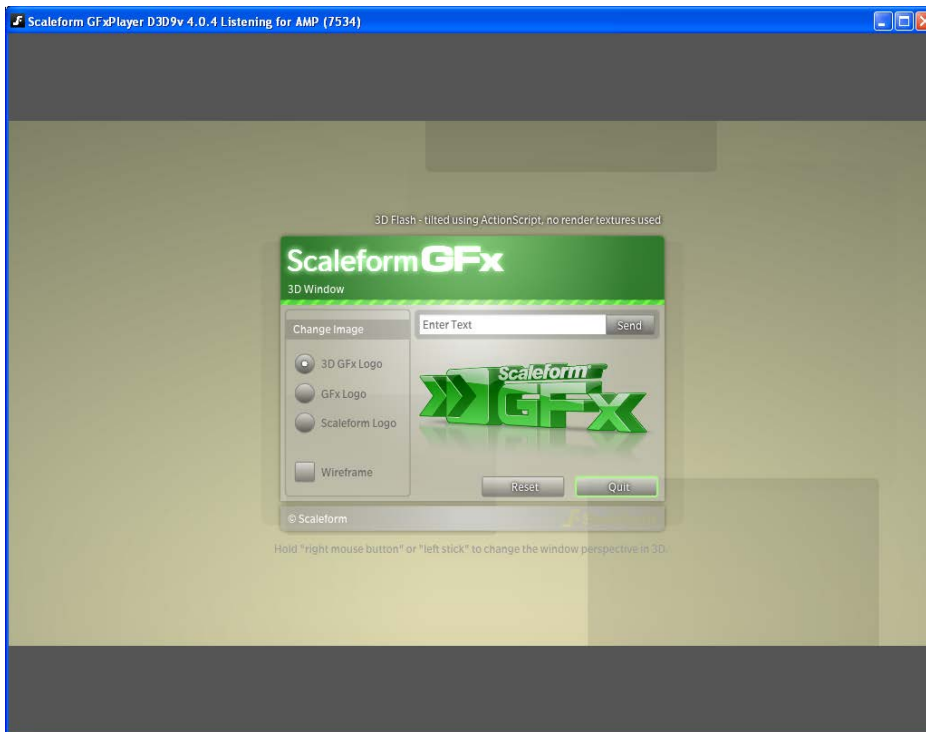 Scaleform GFxPlayer D3D9v 4.0.4 Listening for AMP (7534)
3D Flash - tilted using ActionScript, no render textures used
Scaleform GFx
3D Window
Change Image
Enter Text
Send
3D GFx Logo
GFx Logo
Scaleform Logo
Wireframe
Scaleform
GFx
Reset
Quit
© Scaleform
Hold "right mouse button" or "left stick" to change the window perspective in 3D.